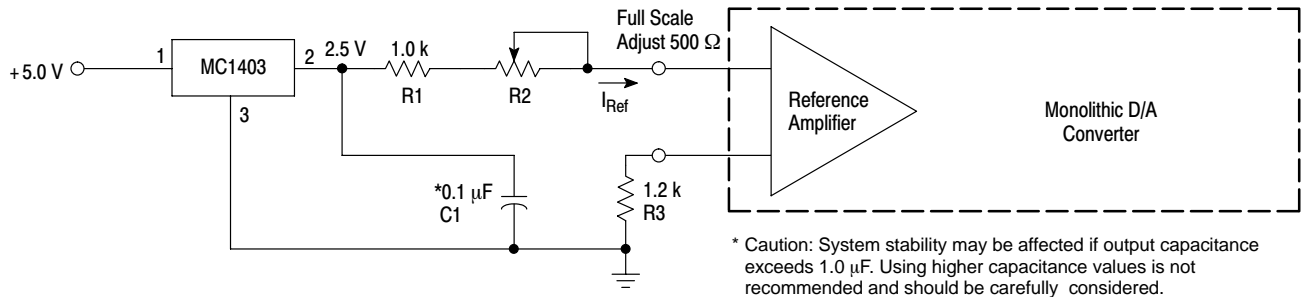 Full Scale
Adjust 500 Ω
+5.0 V
1
MC1403
2
2.5 V
1.0 k
R1
R2
I_Ref
3
Reference
Amplifier
Monolithic D/A
Converter
*0.1 μF
C1
1.2 k
R3
* Caution: System stability may be affected if output capacitance
exceeds 1.0 μF. Using higher capacitance values is not
recommended and should be carefully considered.